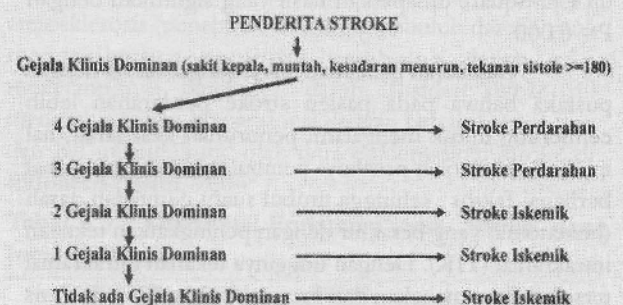 PENDERITA STROKE
Gejala Klinis Dominan (sakit kepala, muntah, kesadaran menurun, tekanan sistole >=180)
4 Gejala Klinis Dominan Stroke Perdarahan
3 Gejala Klinis Dominan Stroke Perdarahan
2 Gejala Klinis Dominan Stroke Iskemik
1 Gejala Klinis Dominan Stroke Iskemik
Tidak ada Gejala Klinis Dominan Stroke Iskemik